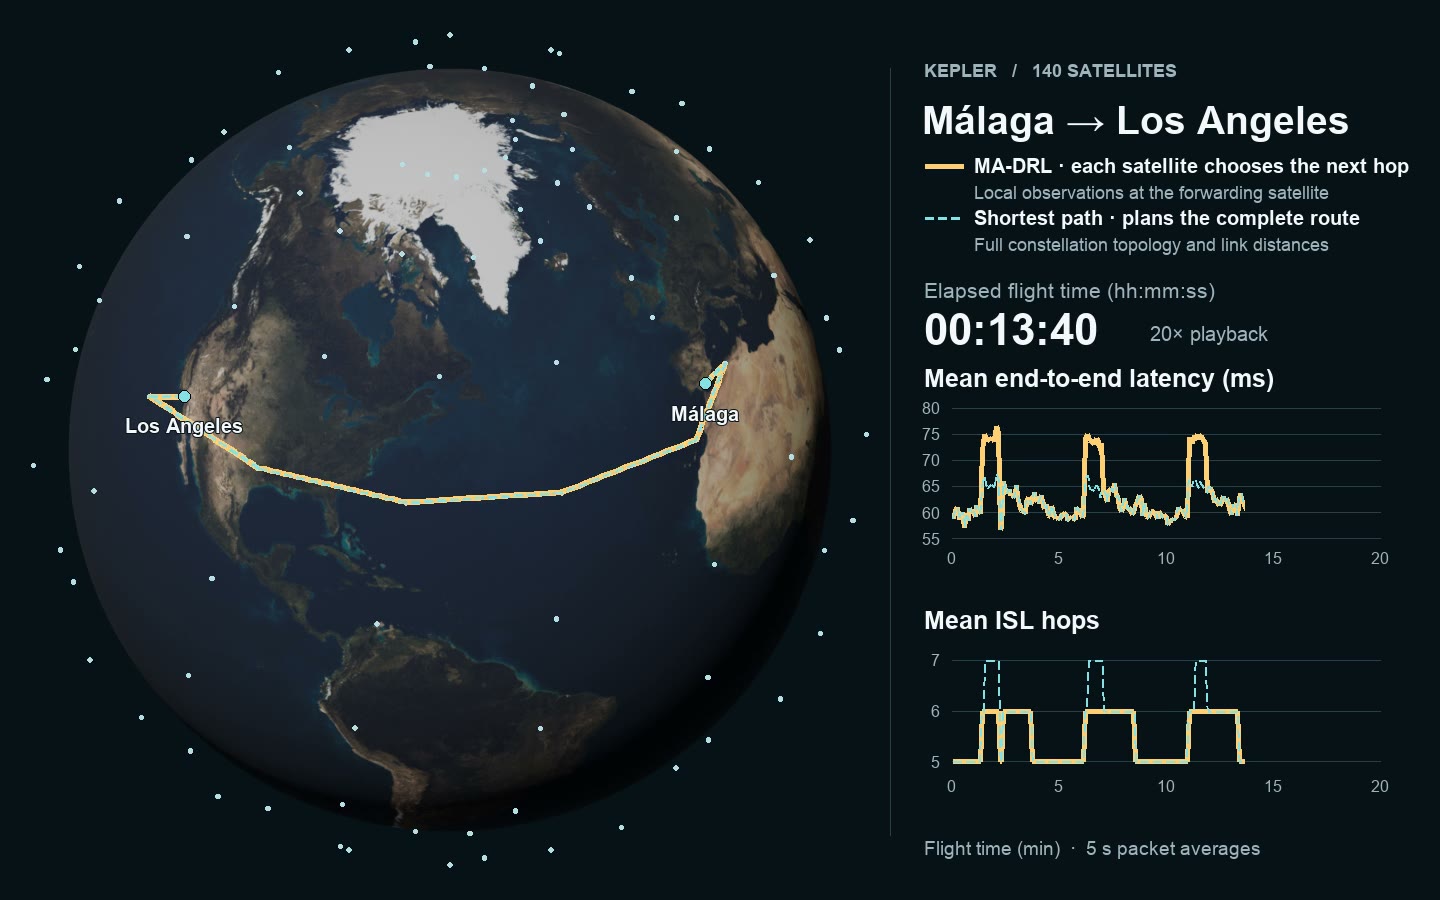 KEPLER / 140 SATELLITES
Málaga → Los Angeles
MA-DRL · each satellite chooses the next hop
Local observations at the forwarding satellite
Shortest path · plans the complete route
Full constellation topology and link distances
Elapsed flight time (hh:mm:ss)
00:13:40 20× playback
Mean end-to-end latency (ms)
80
75
70
65
60
55
0 5 10 15 20
Mean ISL hops
7
6
5
0 5 10 15 20
Flight time (min) · 5 s packet averages
Los Angeles
Málaga